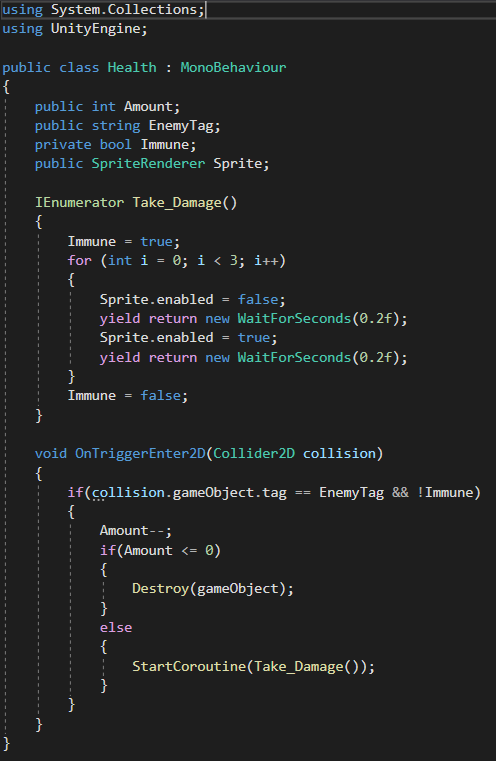 using System.Collections;
using UnityEngine;

public class Health : MonoBehaviour
{
    public int Amount;
    public string EnemyTag;
    private bool Immune;
    public SpriteRenderer Sprite;

    IEnumerator Take_Damage()
    {
        Immune = true;
        for (int i = 0; i < 3; i++)
        {
            Sprite.enabled = false;
            yield return new WaitForSeconds(0.2f);
            Sprite.enabled = true;
            yield return new WaitForSeconds(0.2f);
        }
        Immune = false;
    }

    void OnTriggerEnter2D(Collider2D collision)
    {
        if(collision.gameObject.tag == EnemyTag && !Immune)
        {
            Amount--;
            if(Amount <= 0)
            {
                Destroy(gameObject);
            }
            else
            {
                StartCoroutine(Take_Damage());
            }
        }
    }
}